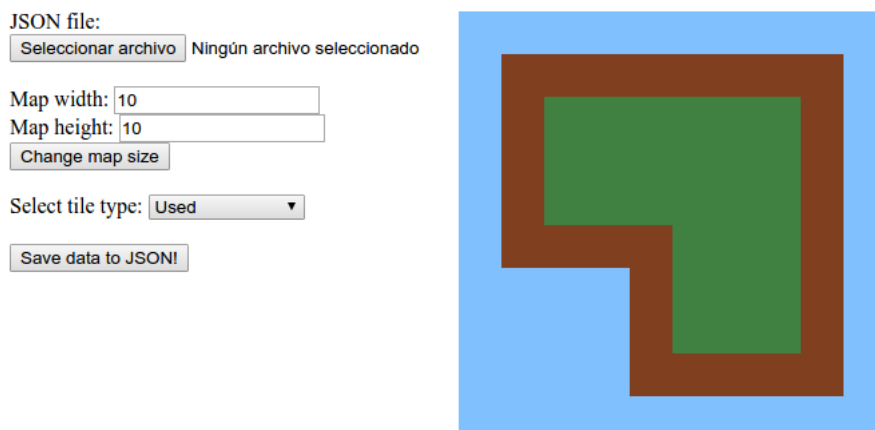 JSON file:
Seleccionar archivo Ningún archivo seleccionado
Map width: 10
Map height: 10
Change map size
Select tile type: Used
Save data to JSON!